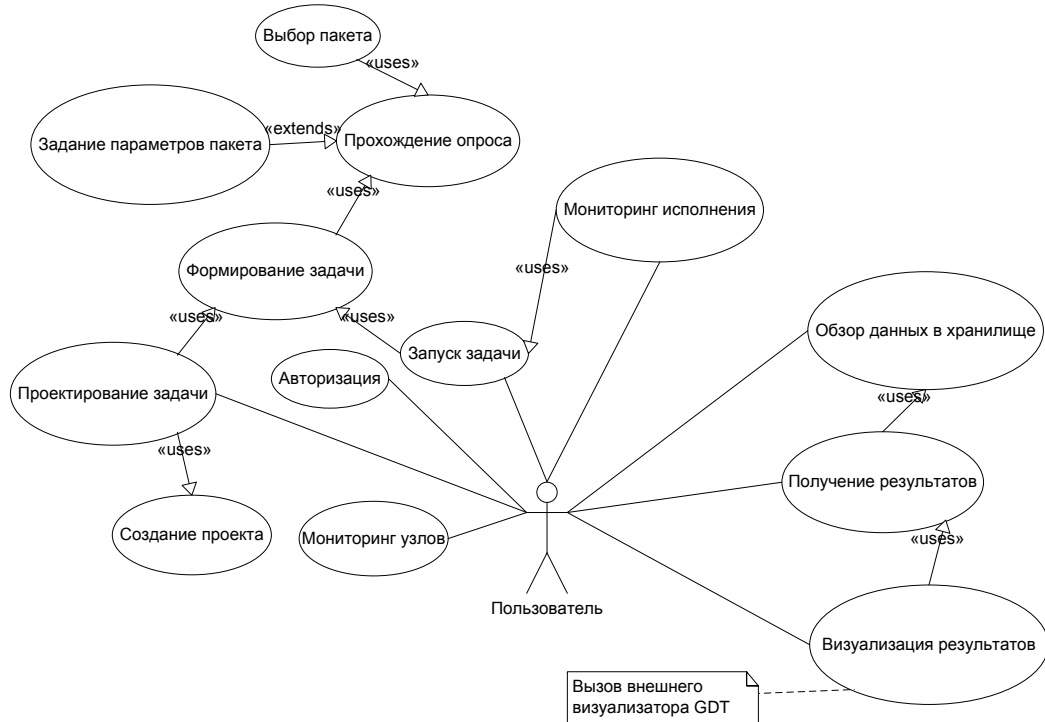 Выбор пакета
«uses»
«extends»
Задание параметров пакета
Прохождение опроса
«uses»
Мониторинг исполнения
Формирование задачи
«uses»
«uses»
«uses»
Запуск задачи
Обзор данных в хранилище
Авторизация
Проектирование задачи
«uses»
«uses»
Получение результатов
Создание проекта
Мониторинг узлов
«uses»
Пользователь
Визуализация результатов
Вызов внешнего
визуализатора GDT